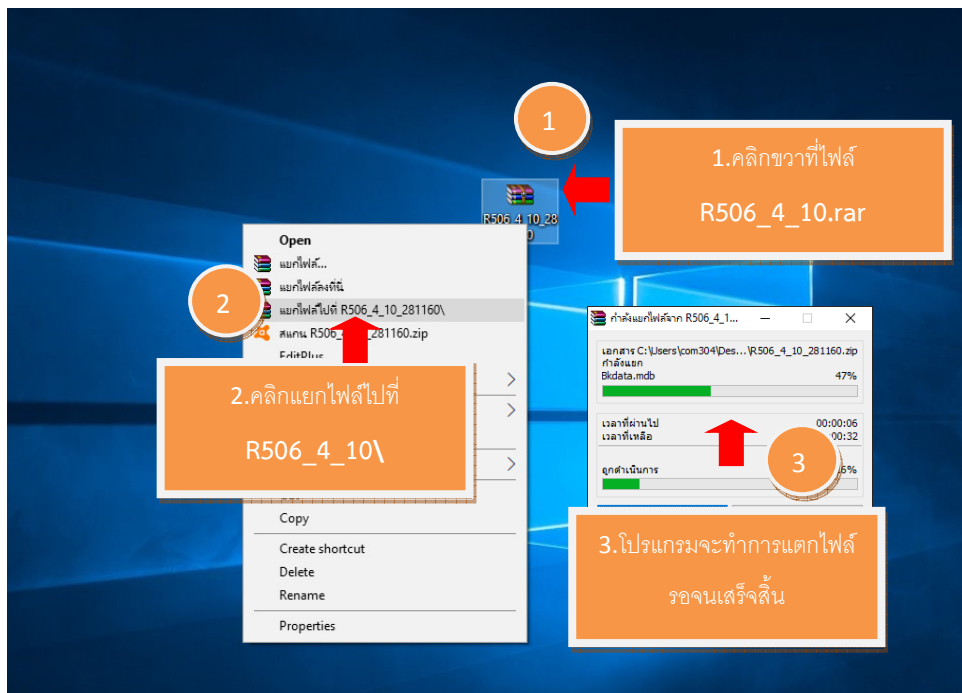 1
1.คลิกขวาที่ไฟล์
R506_4_10.rar
R506_4_10_28
Open
แยกไฟล์...
แยกไฟล์ลงที่นี่
2
แยกไฟล์ไปที่ R506_4_10_281160\
สแกน R506_ 281160.zip
EditPlus
2.คลิกแยกไฟล์ไปที่
R506_4_10\
Copy
Create shortcut
Delete
Rename
Properties
กำลังแยกไฟล์จาก R506_4_1...
เอกสาร C:\Users\com304\Des...\R506_4_10_281160.zip
กำลังแยก
Bkdata.mdb 47%
เวลาที่ผ่านไป 00:00:06
เวลาที่เหลือ 00:32
ถูกดำเนินการ 6%
3
3.โปรแกรมจะทำการแตกไฟล์
รอจนเสร็จสิ้น